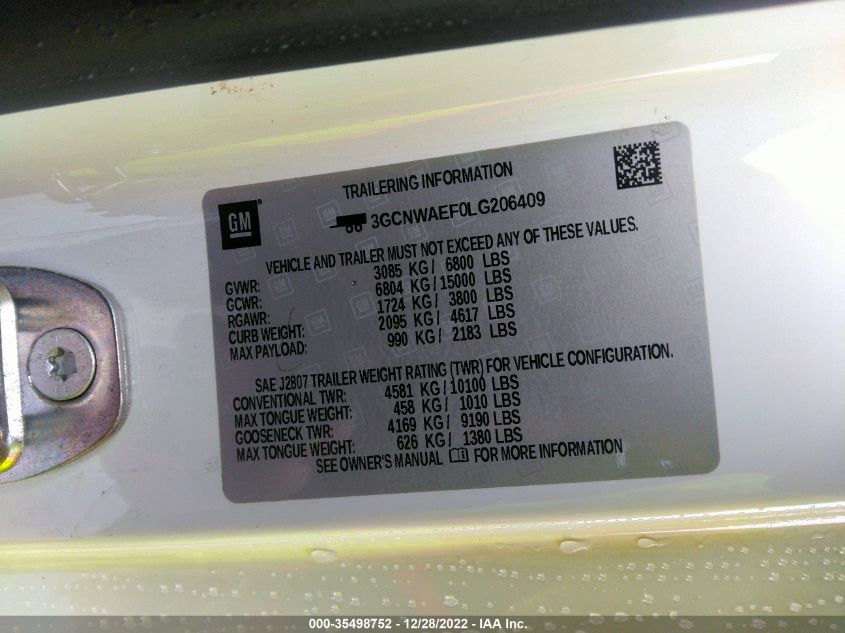 TRAILERING INFORMATION
GM
3GCNWAEF0LG206409
VEHICLE AND TRAILER MUST NOT EXCEED ANY OF THESE VALUES.
GVWR: 3085 KG / 6800 LBS
GCWR: 6804 KG / 15000 LBS
RGAWR: 1724 KG / 3800 LBS
CURB WEIGHT: 2095 KG / 4617 LBS
MAX PAYLOAD: 990 KG / 2183 LBS
SAE J2807 TRAILER WEIGHT RATING (TWR) FOR VEHICLE CONFIGURATION.
CONVENTIONAL TWR: 4581 KG / 10100 LBS
MAX TONGUE WEIGHT: 458 KG / 1010 LBS
GOOSENECK TWR: 4169 KG / 9190 LBS
MAX TONGUE WEIGHT: 626 KG / 1380 LBS
SEE OWNER'S MANUAL FOR MORE INFORMATION
000-35498752 - 12/28/2022 - IAA Inc.